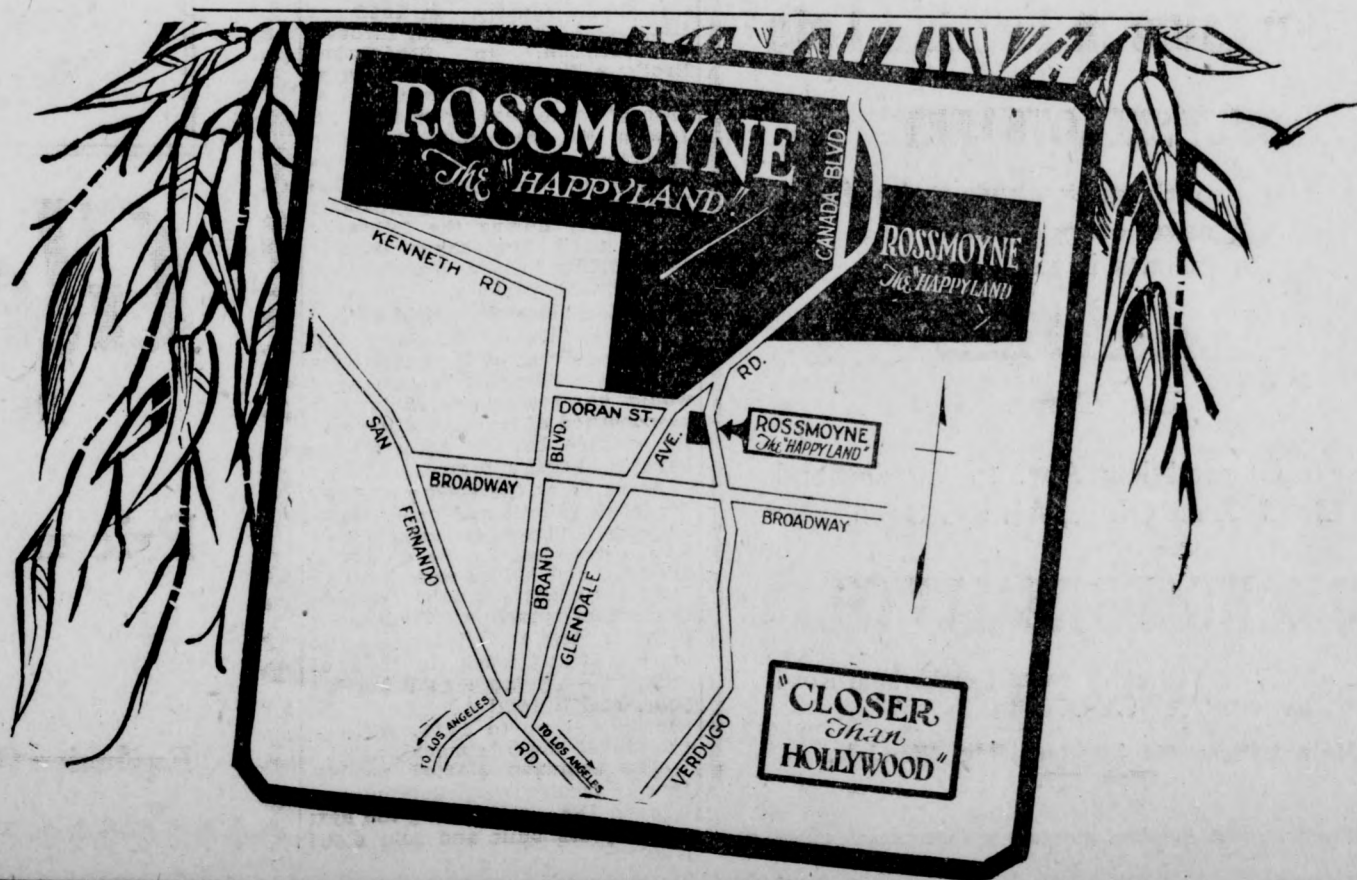 ROSSMOYNE
The "HAPPYLAND"
CANADA BLVD.
ROSSMOYNE
The "HAPPYLAND
KENNETH RD.
RD.
DORAN ST.
BLVD.
AVE.
ROSSMOYNE
The "HAPPYLAND"
SAN
BROADWAY
BROADWAY
FERNANDO
BRAND
GLENDALE
"CLOSER
Than
HOLLYWOOD"
TO LOS ANGELES
RD.
TO LOS ANGELES
VERDUGO